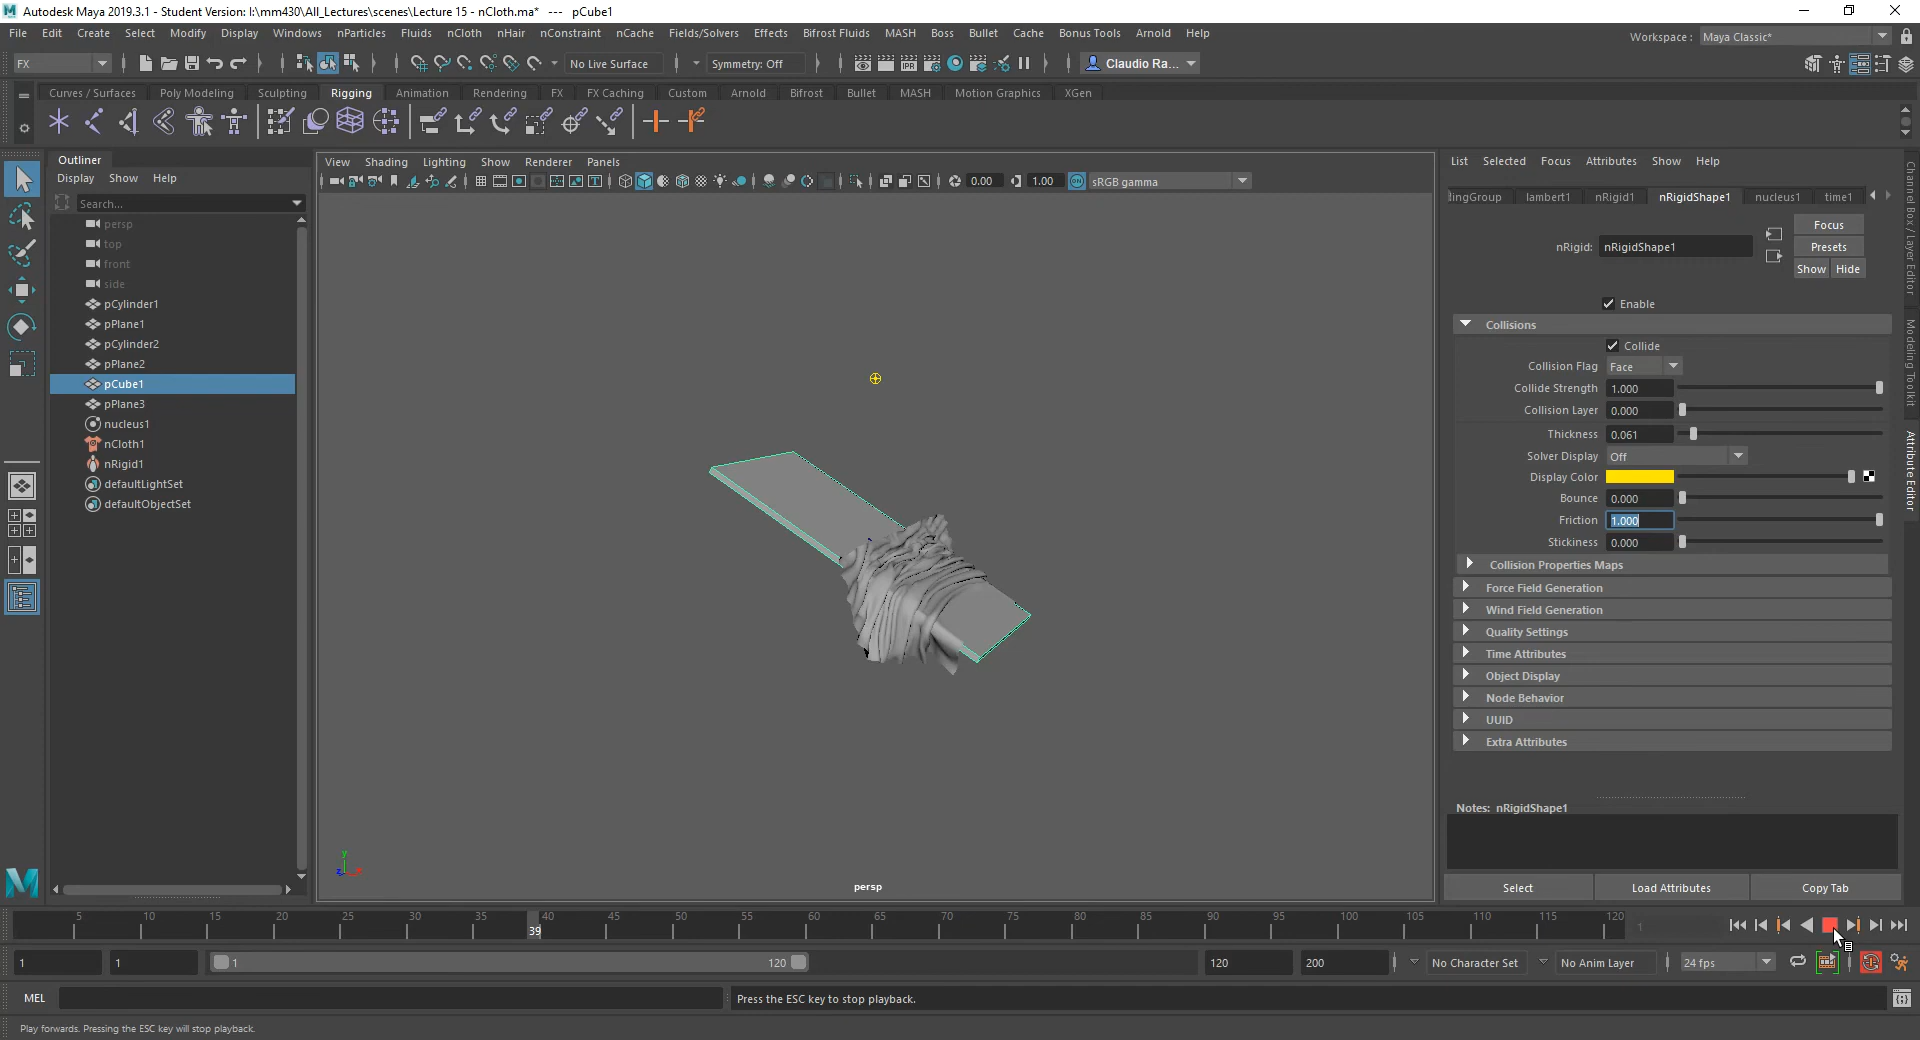 Autodesk Maya 2019.3.1 - Student Version: I:\mm430\All_Lectures\scenes\Lecture 15 - nCloth.ma* --- pCube1
File Edit Create Select Modify Display Windows nParticles Fluids nCloth nHair nConstraint nCache Fields/Solvers Effects Bifrost Fluids MASH Boss Bullet Cache Bonus Tools Arnold Help
Workspace : Maya Classic*
FX No Live Surface Symmetry: Off IPR Claudio Ra...
Curves / Surfaces Poly Modeling Sculpting Rigging Animation Rendering FX FX Caching Custom Arnold Bifrost Bullet MASH Motion Graphics XGen
Outliner
Display Show Help
Search...
persp
top
front
side
pCylinder1
pPlane1
pCylinder2
pPlane2
pCube1
pPlane3
nucleus1
nCloth1
nRigid1
defaultLightSet
defaultObjectSet
View Shading Lighting Show Renderer Panels
0.00 1.00 ON sRGB gamma
y
persp
List Selected Focus Attributes Show Help
lingGroup lambert1 nRigid1 nRigidShape1 nucleus1 time1
Focus
nRigid: nRigidShape1 Presets
Show Hide
Enable
Collisions
Collide
Collision Flag Face
Collide Strength 1.000
Collision Layer 0.000
Thickness 0.061
Solver Display Off
Display Color
Bounce 0.000
Friction 1.000
Stickiness 0.000
Collision Properties Maps
Force Field Generation
Wind Field Generation
Quality Settings
Time Attributes
Object Display
Node Behavior
UUID
Extra Attributes
Notes: nRigidShape1
Select Load Attributes Copy Tab
Channel Box / Layer Editor
Modeling Toolkit
Attribute Editor
5 10 15 20 25 30 35 40 45 50 55 60 65 70 75 80 85 90 95 100 105 110 115 120
39 1
1 1 1 120 120 200 No Character Set No Anim Layer 24 fps
MEL Press the ESC key to stop playback.
Play forwards. Pressing the ESC key will stop playback.